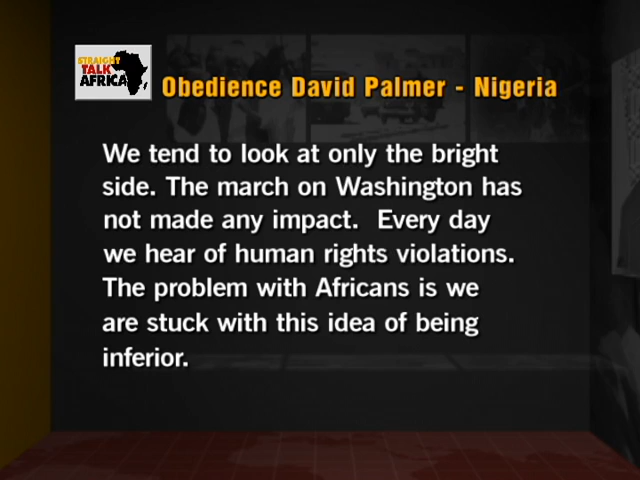 STRAIGHT
TALK
AFRICA
Obedience David Palmer - Nigeria
We tend to look at only the bright
side. The march on Washington has
not made any impact.  Every day
we hear of human rights violations.
The problem with Africans is we
are stuck with this idea of being
inferior.